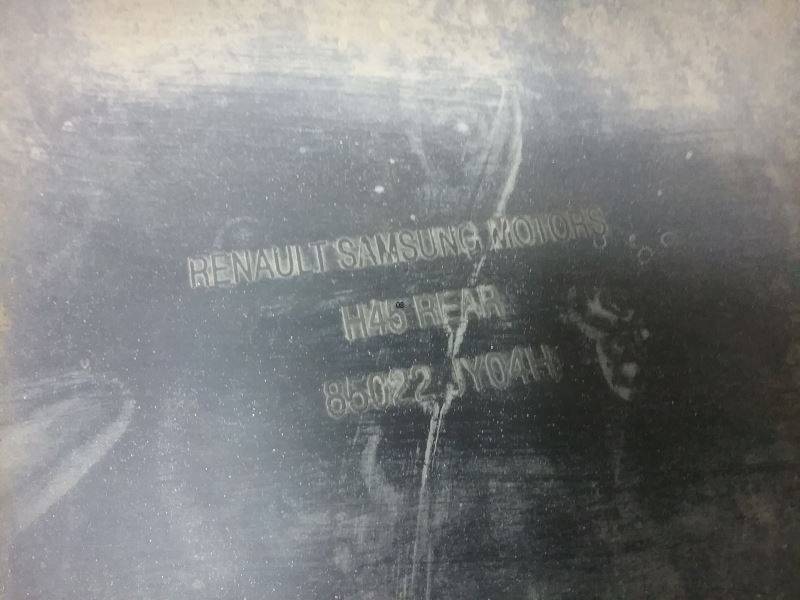 RENAULT SAMSUNG MOTORS
H45 REAR
85022 JY04H